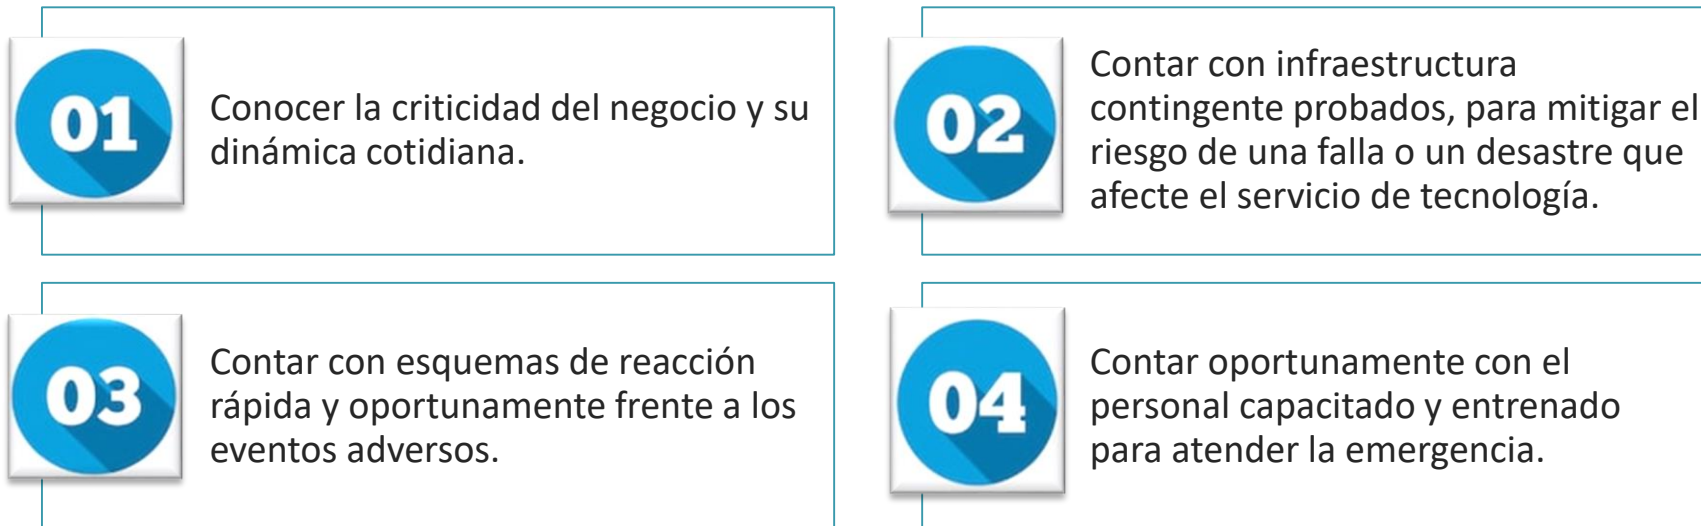 01
Conocer la criticidad del negocio y su
dinámica cotidiana.
02
Contar con infraestructura
contingente probados, para mitigar el
riesgo de una falla o un desastre que
afecte el servicio de tecnología.
03
Contar con esquemas de reacción
rápida y oportunamente frente a los
eventos adversos.
04
Contar oportunamente con el
personal capacitado y entrenado
para atender la emergencia.